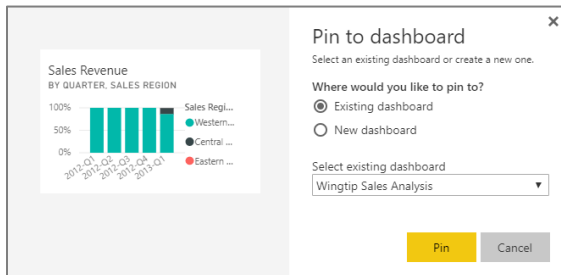 Pin to dashboard
Select an existing dashboard or create a new one.
Where would you like to pin to?
Existing dashboard
New dashboard
Select existing dashboard
Wingtip Sales Analysis
Pin
Cancel
Sales Revenue
BY QUARTER, SALES REGION
100%
50%
0%
2012-Q1
2012-Q2
2012-Q3
2012-Q4
2013-Q1
Sales Regi...
Western...
Central ...
Eastern ...